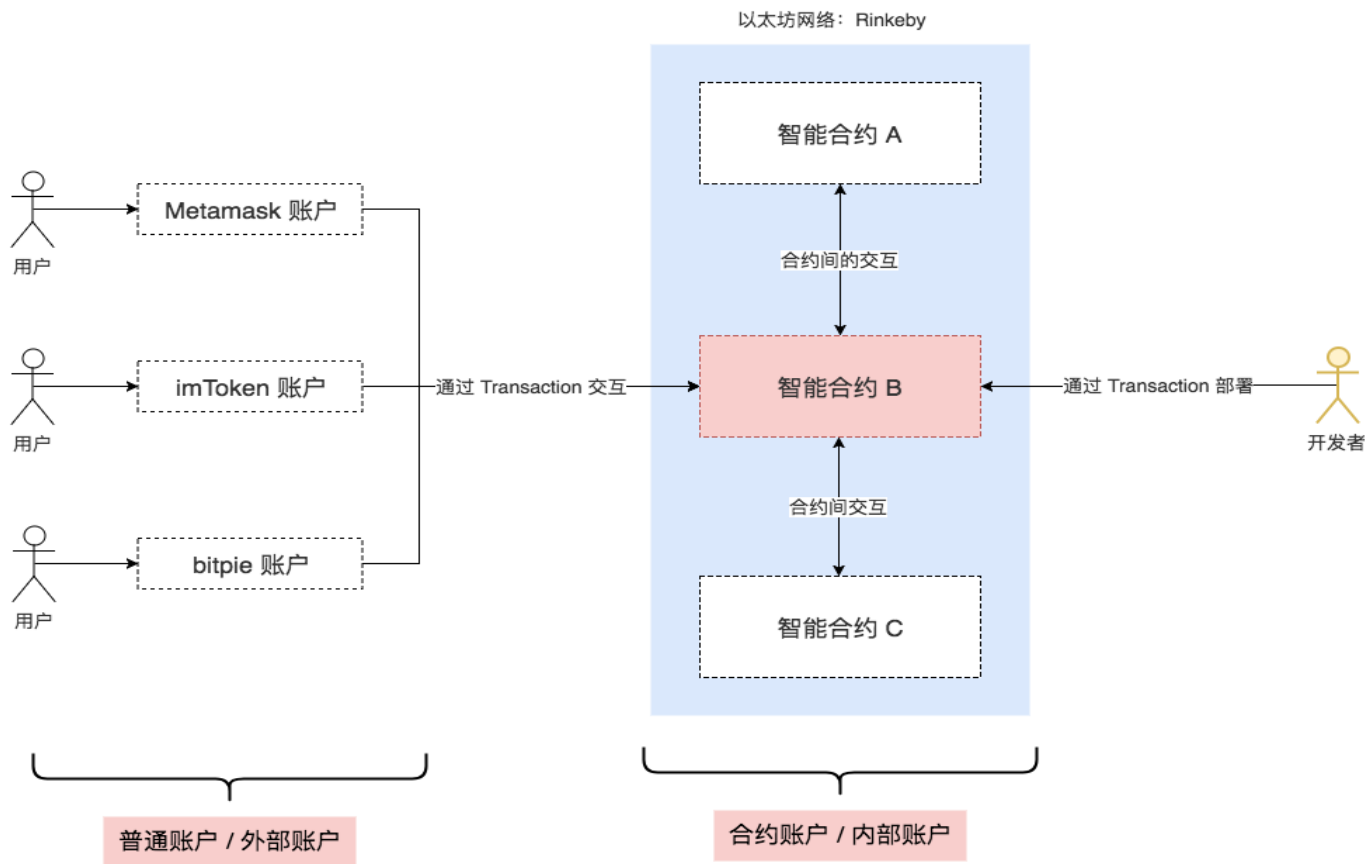 以太坊网络：Rinkeby
智能合约 A
Metamask 账户
用户
合约间的交互
imToken 账户
用户
通过 Transaction 交互
智能合约 B
通过 Transaction 部署
开发者
合约间交互
bitpie 账户
用户
智能合约 C
普通账户 / 外部账户
合约账户 / 内部账户